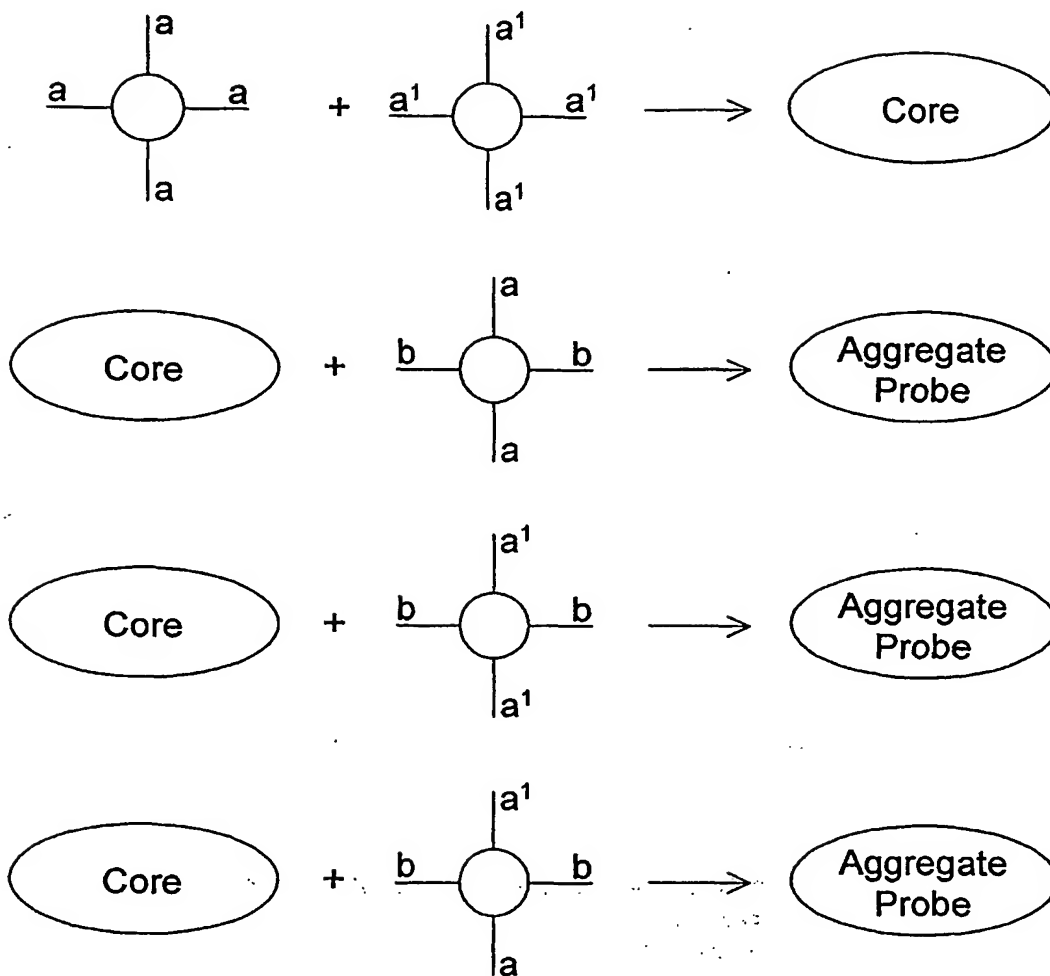 a a¹
a a + a¹ a¹ Core
a a¹
a
Core + b b Aggregate
Probe
a
a¹
Core + b b Aggregate
Probe
a¹
a¹
Core + b b Aggregate
Probe
a